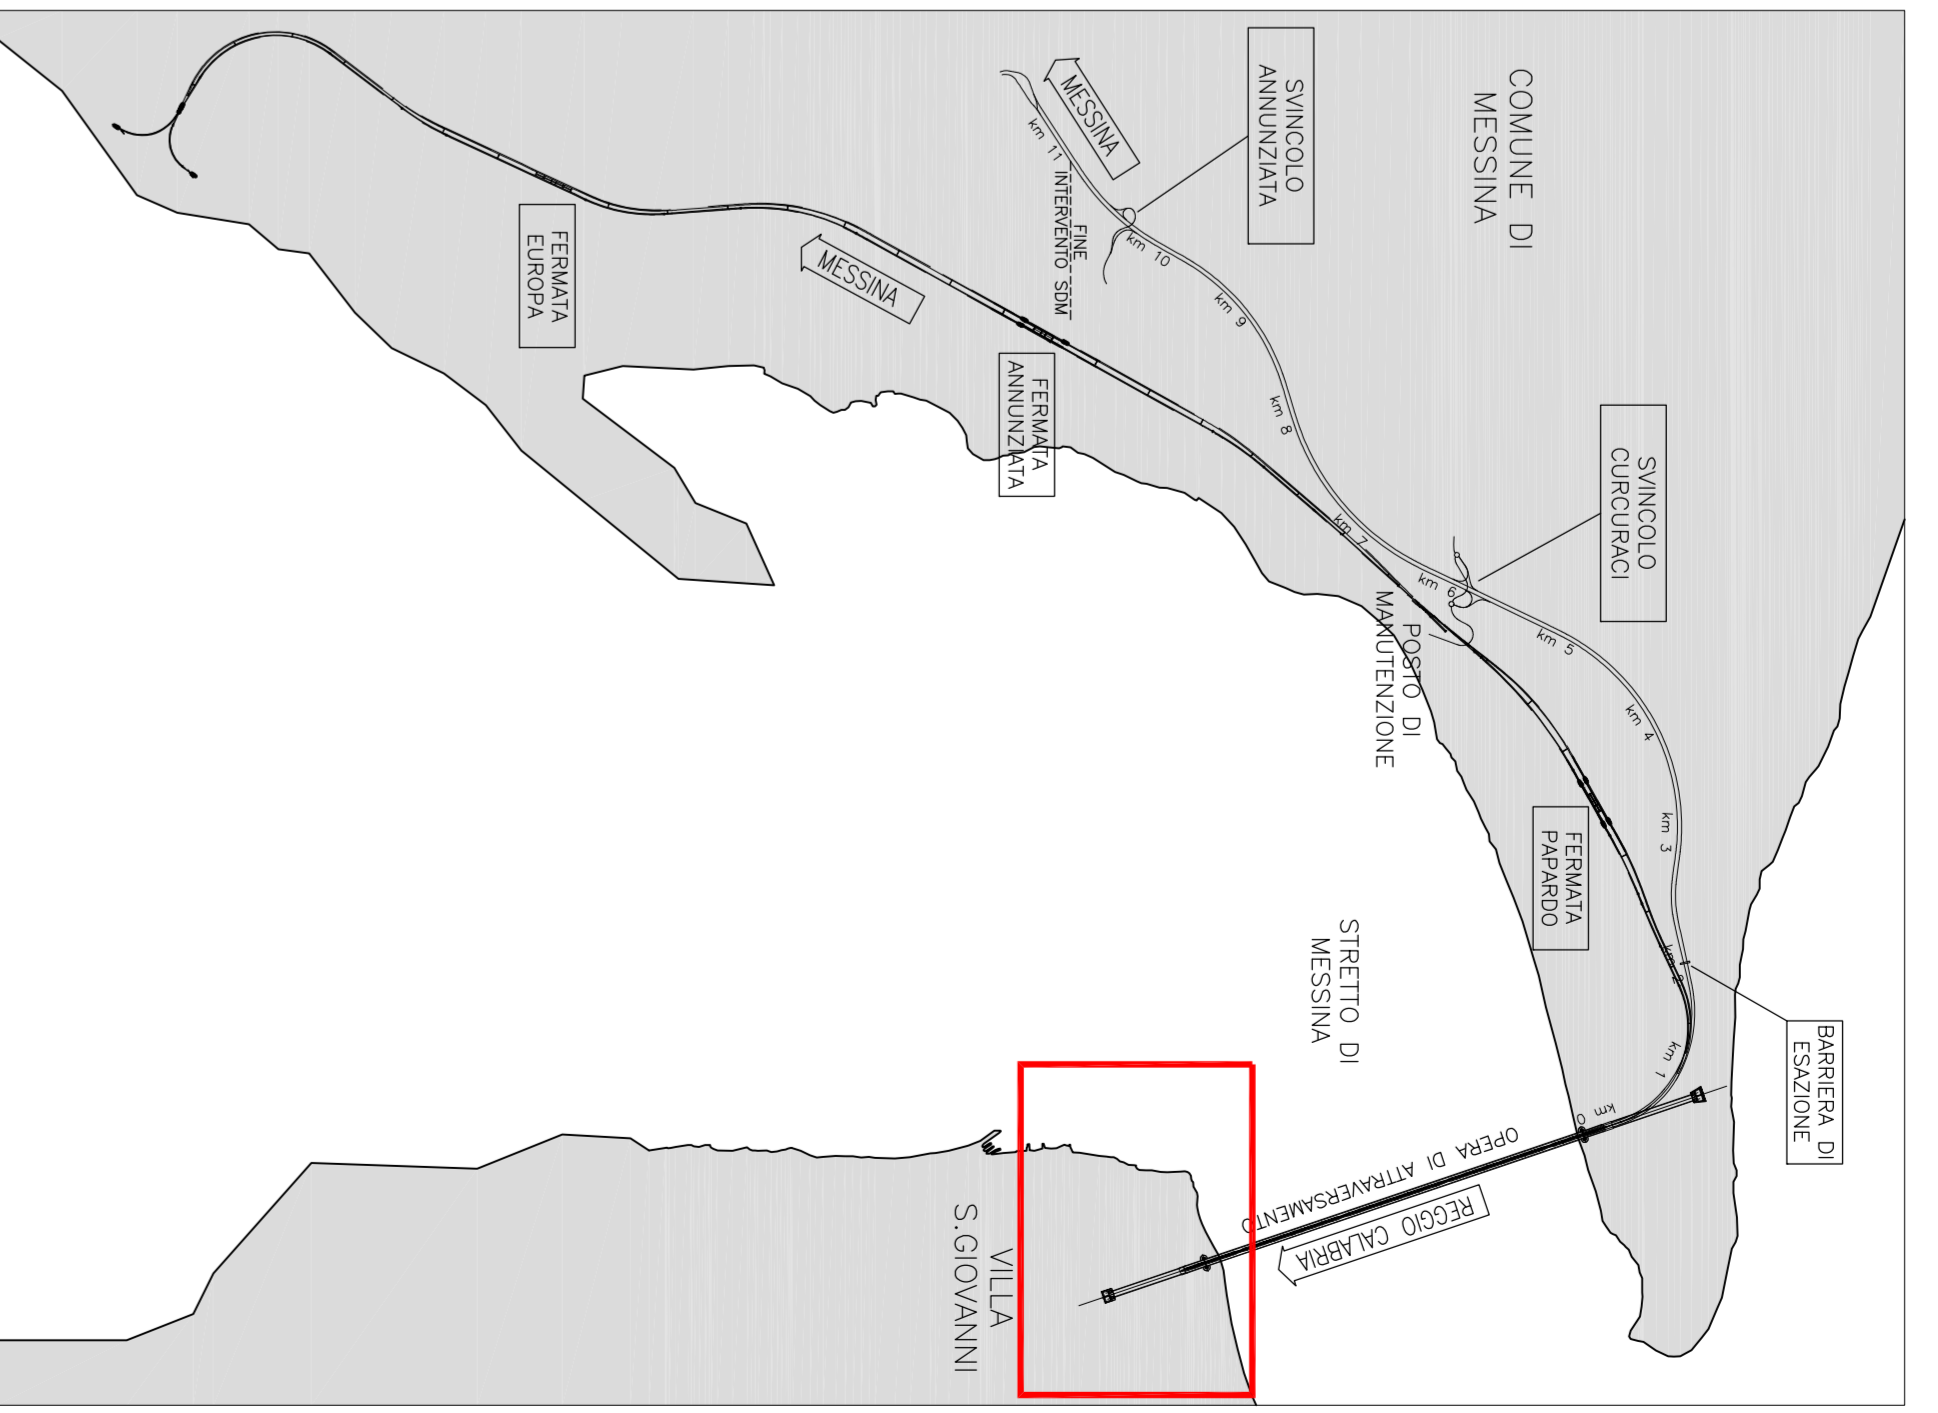 COMUNE DI
MESSINA
SVINCOLO
ANNUNZIATA
MESSINA
km 11
FINE
INTERVENTO SDM
km 10
km 9
km 8
km 7
km 6
km 5
km 4
km 3
km 2
km 1
km 0
SVINCOLO
CURCURACI
BARRIERA DI
ESAZIONE
FERMATA
EUROPA
MESSINA
FERMATA
ANNUNZIATA
POSTO DI
MANUTENZIONE
FERMATA
PAPARDO
STRETTO DI
MESSINA
OPERA DI ATTRAVERSAMENTO
REGGIO CALABRIA
VILLA
S.GIOVANNI